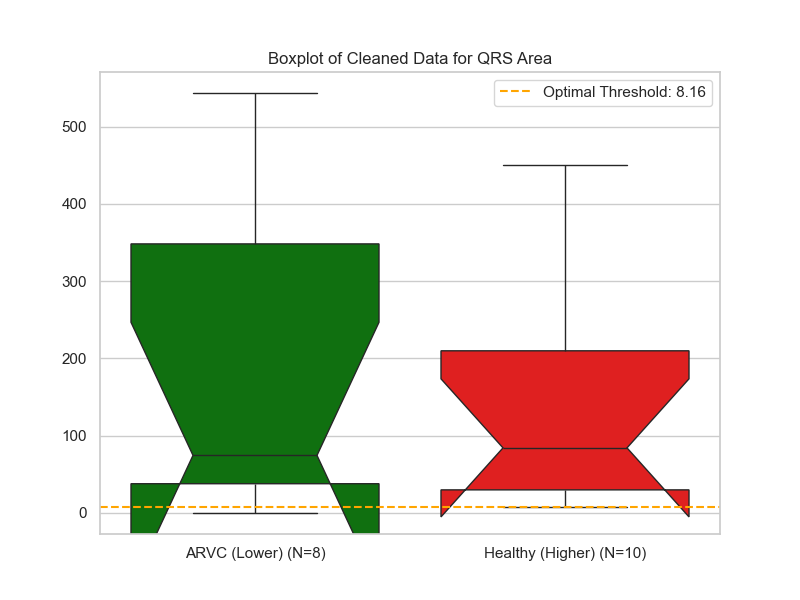 Boxplot of Cleaned Data for QRS Area
Optimal Threshold: 8.16
500
400
300
200
100
0
ARVC (Lower) (N=8)
Healthy (Higher) (N=10)